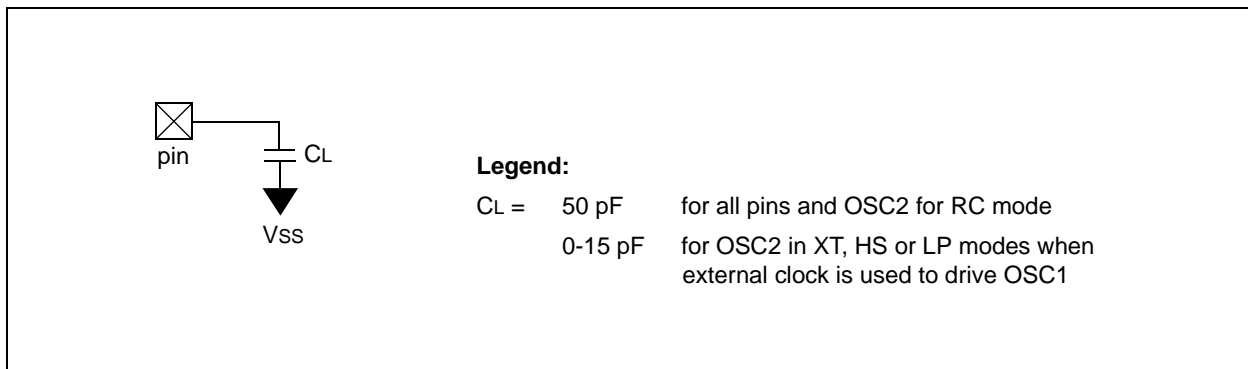 pin
CL
VSS
Legend:
CL = 50 pF for all pins and OSC2 for RC mode
0-15 pF for OSC2 in XT, HS or LP modes when
external clock is used to drive OSC1